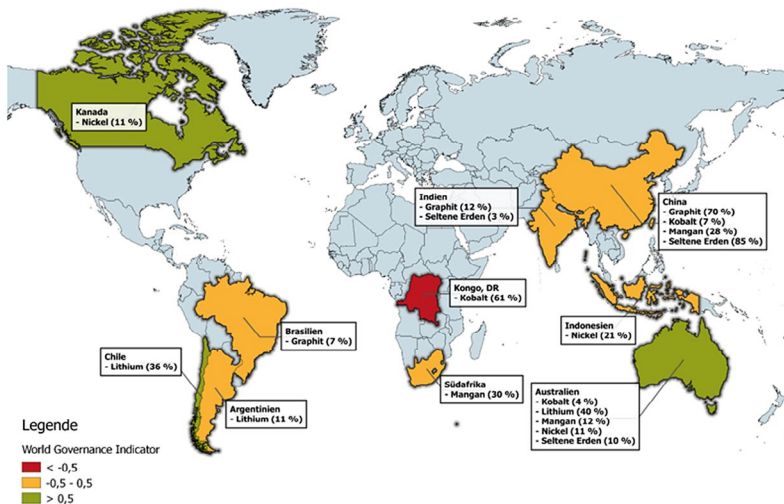 Kanada
- Nickel (11 %)
Indien
- Graphit (12 %)
- Seltene Erden (3 %)
China
- Graphit (70 %)
- Kobalt (7 %)
- Mangan (28 %)
- Seltene Erden (85 %)
Kongo, DR
- Kobalt (61 %)
Brasilien
- Graphit (7 %)
Indonesien
- Nickel (21 %)
Chile
- Lithium (36 %)
Argentinien
- Lithium (11 %)
Südafrika
- Mangan (30 %)
Australien
- Kobalt (4 %)
- Lithium (40 %)
- Mangan (12 %)
- Nickel (11 %)
- Seltene Erden (10 %)
Legende
World Governance Indicator
< -0,5
-0,5 - 0,5
> 0,5